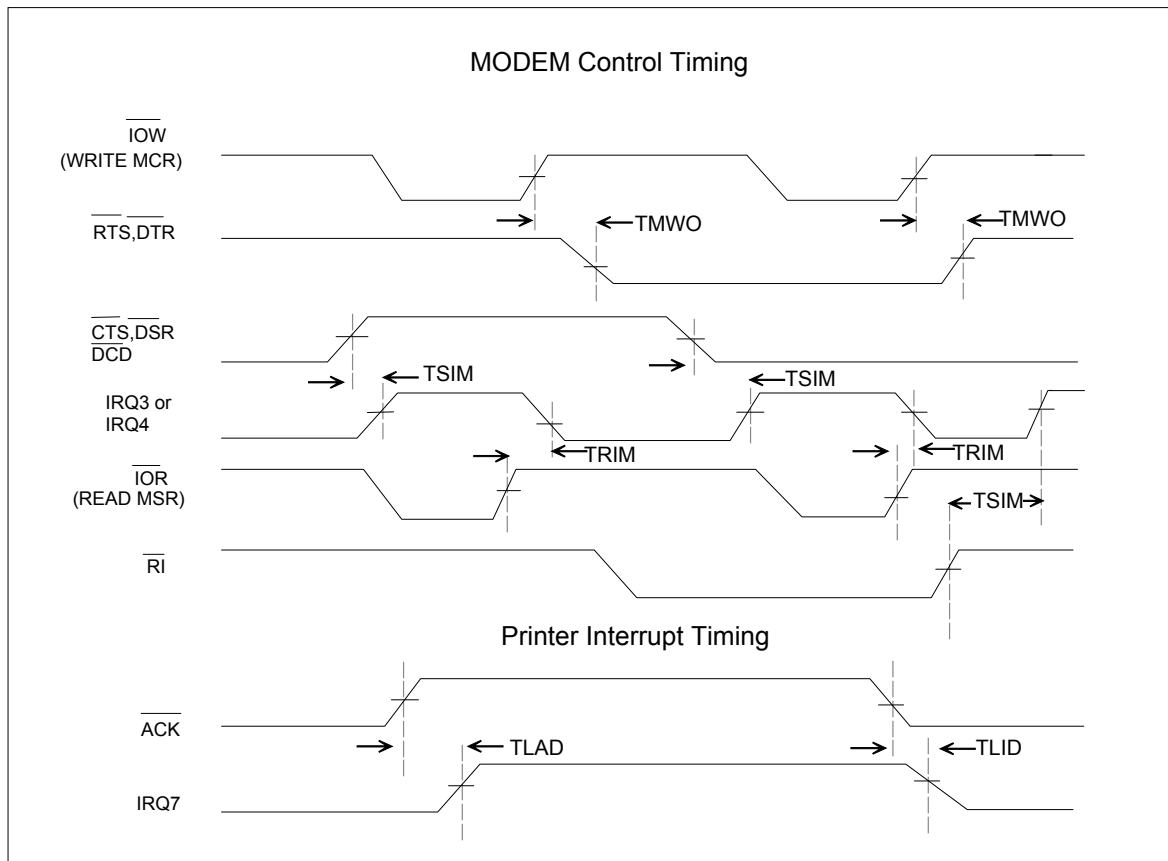 MODEM Control Timing
IOW
(WRITE MCR)
RTS,DTR
TMWO
TMWO
CTS,DSR
DCD
TSIM
TSIM
IRQ3 or
IRQ4
TRIM
TRIM
IOR
(READ MSR)
TSIM
RI
Printer Interrupt Timing
ACK
TLAD
TLID
IRQ7